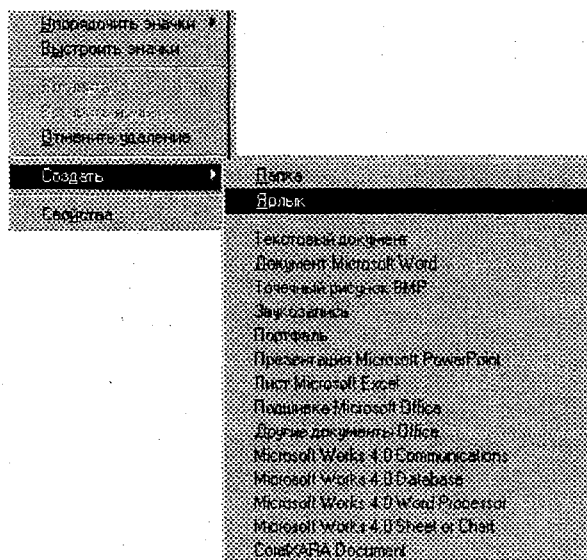 Упорядочить значки
Выстроить значки
Вставить
Отменить удаление
Создать
Свойства
Папка
Ярлык
Текстовый документ
Документ Microsoft Word
Точечный рисунок BMP
Звукозапись
Портфель
Презентация Microsoft PowerPoint
Лист Microsoft Excel
Подшивка Microsoft Office
Другие документы Office
Microsoft Works 4.0 Communications
Microsoft Works 4.0 Database
Microsoft Works 4.0 Word Processor
Microsoft Works 4.0 Sheet or Chart
CorelXARA Document